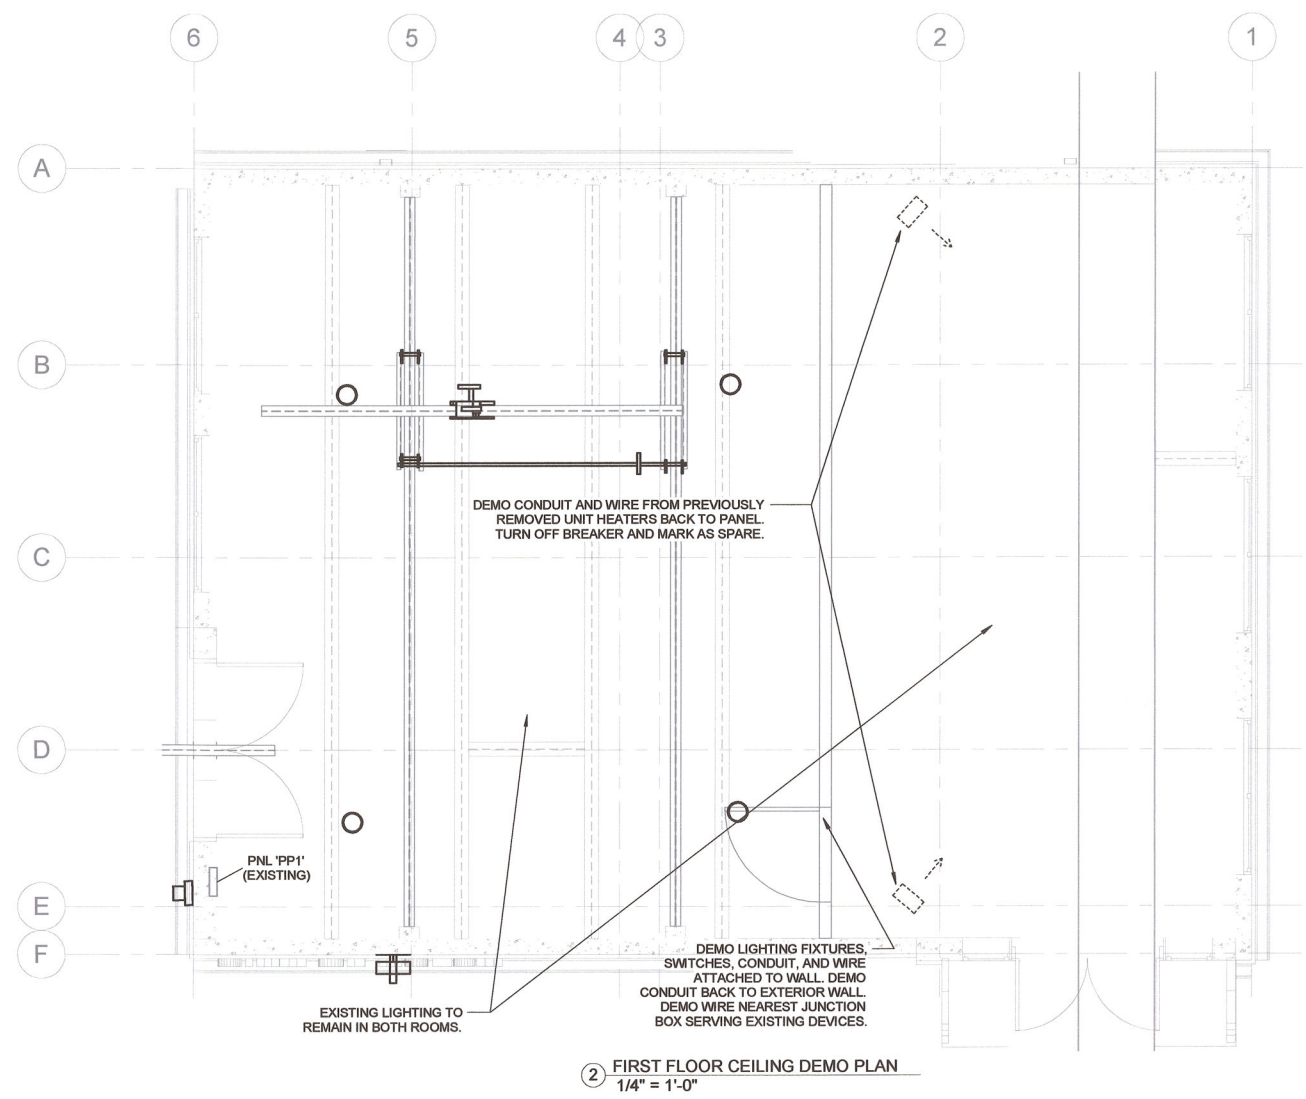 6
5
4
3
2
1
A
B
C
D
E
F
DEMO CONDUIT AND WIRE FROM PREVIOUSLY
REMOVED UNIT HEATERS BACK TO PANEL.
TURN OFF BREAKER AND MARK AS SPARE.
PNL 'PP1'
(EXISTING)
DEMO LIGHTING FIXTURES,
SWITCHES, CONDUIT, AND WIRE
ATTACHED TO WALL. DEMO
CONDUIT BACK TO EXTERIOR WALL.
DEMO WIRE NEAREST JUNCTION
BOX SERVING EXISTING DEVICES.
EXISTING LIGHTING TO
REMAIN IN BOTH ROOMS.
2 FIRST FLOOR CEILING DEMO PLAN
1/4" = 1'-0"